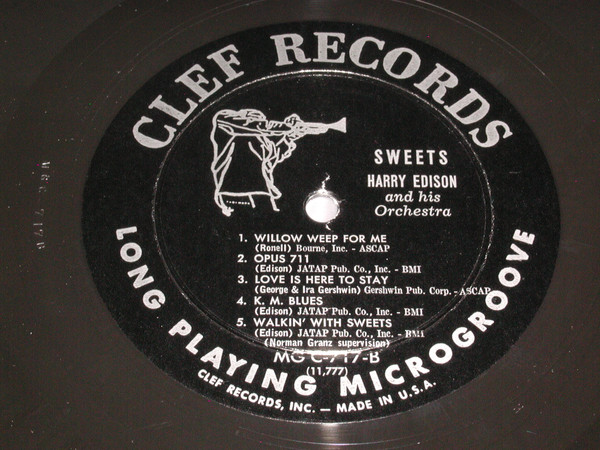 CLEF RECORDS
SWEETS
HARRY EDISON
and his
Orchestra
1. WILLOW WEEP FOR ME
(Ronell) Bourne, Inc. - ASCAP
2. OPUS 711
(Edison) JATAP Pub. Co., Inc. - BMI
3. LOVE IS HERE TO STAY
(George & Ira Gershwin) Gershwin Pub. Corp. - ASCAP
4. K. M. BLUES
(Edison) JATAP Pub. Co., Inc. - BMI
5. WALKIN' WITH SWEETS
(Edison) JATAP Pub. Co., Inc. - BMI
(Norman Granz supervision)
MG C-717-B
(11,777)
LONG PLAYING MICROGROOVE
CLEF RECORDS, INC. — MADE IN U.S.A.